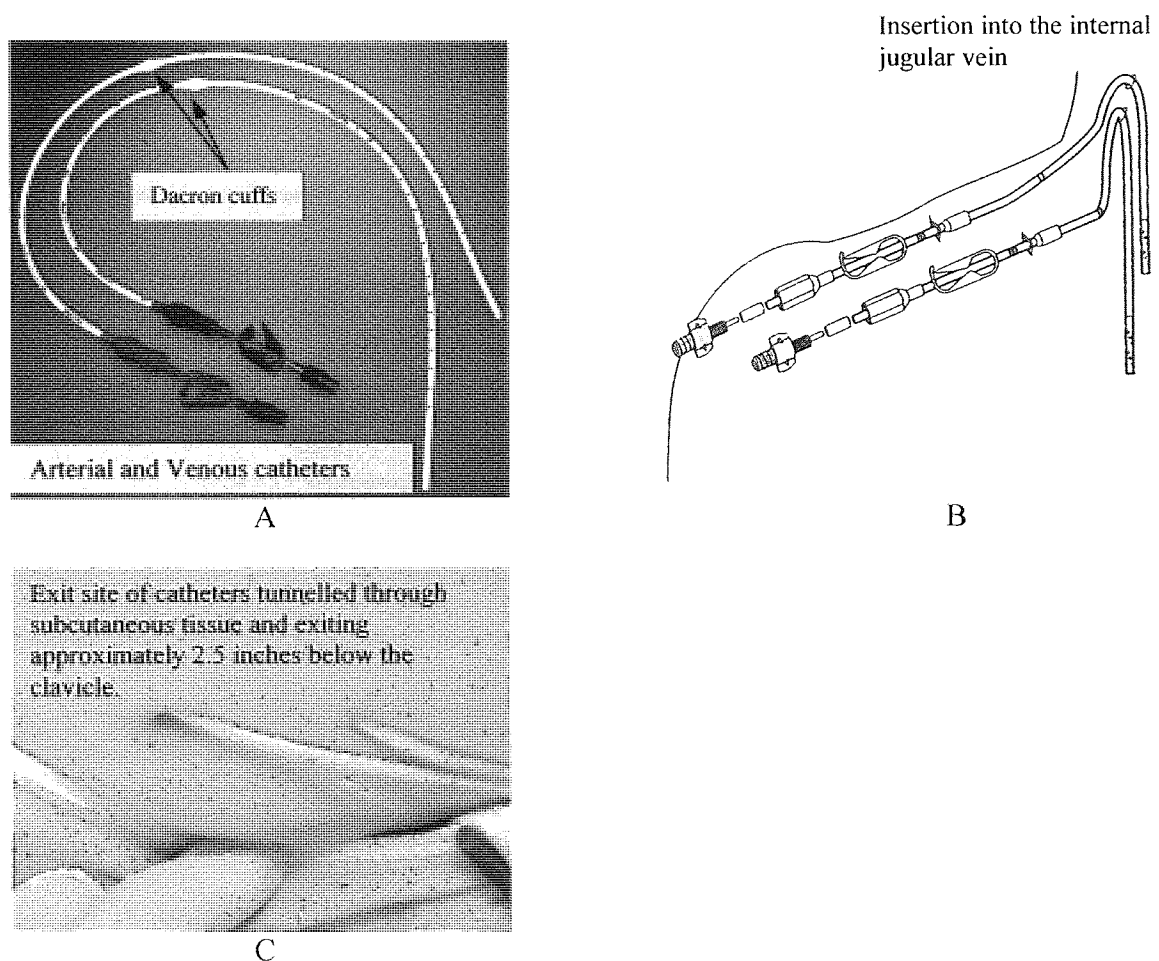 Insertion into the internal
jugular vein
Dacron cuffs
Arterial and Venous catheters
A
B
Exit site of catheters tunnelled through
subcutaneous tissue and exiting
approximately 2.5 inches below the
clavicle.
C